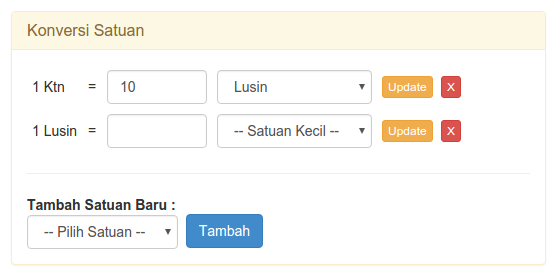 Konversi Satuan
1 Ktn = 10 Lusin Update X
1 Lusin = -- Satuan Kecil -- Update X
Tambah Satuan Baru :
-- Pilih Satuan -- Tambah